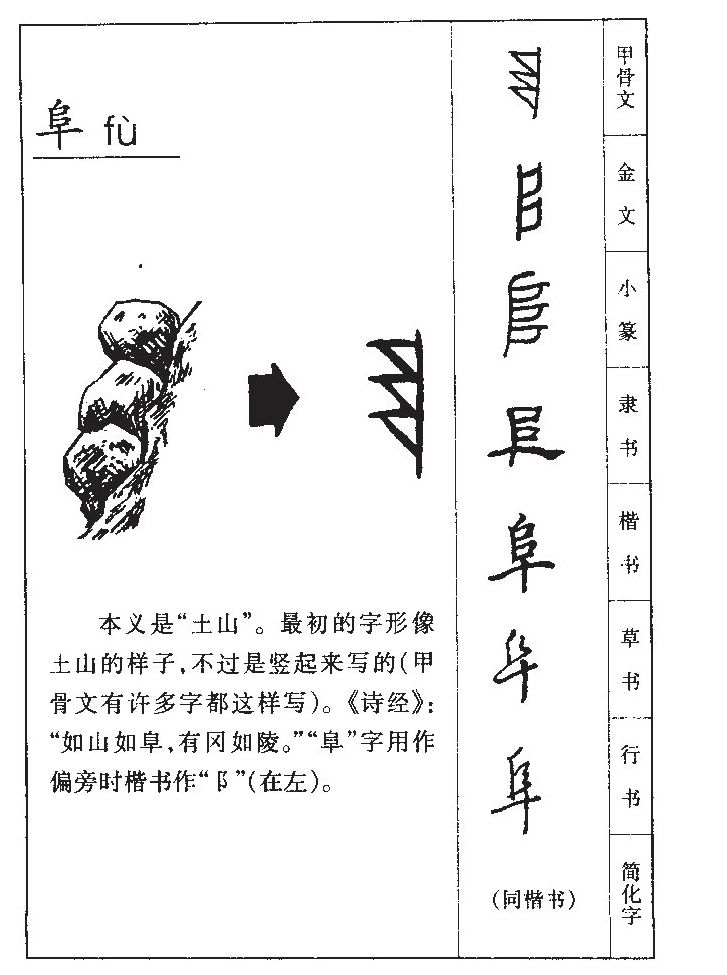 阜 fù
本义是“土山”。最初的字形像
土山的样子,不过是竖起来写的(甲
骨文有许多字都这样写)。《诗经》:
“如山如阜,有冈如陵。”“阜”字用作
偏旁时楷书作“阝”(在左)。
甲骨文
金文
小篆
隶书
阜
楷书
阜
草书
阜
行书
阜
简化字
(同楷书)